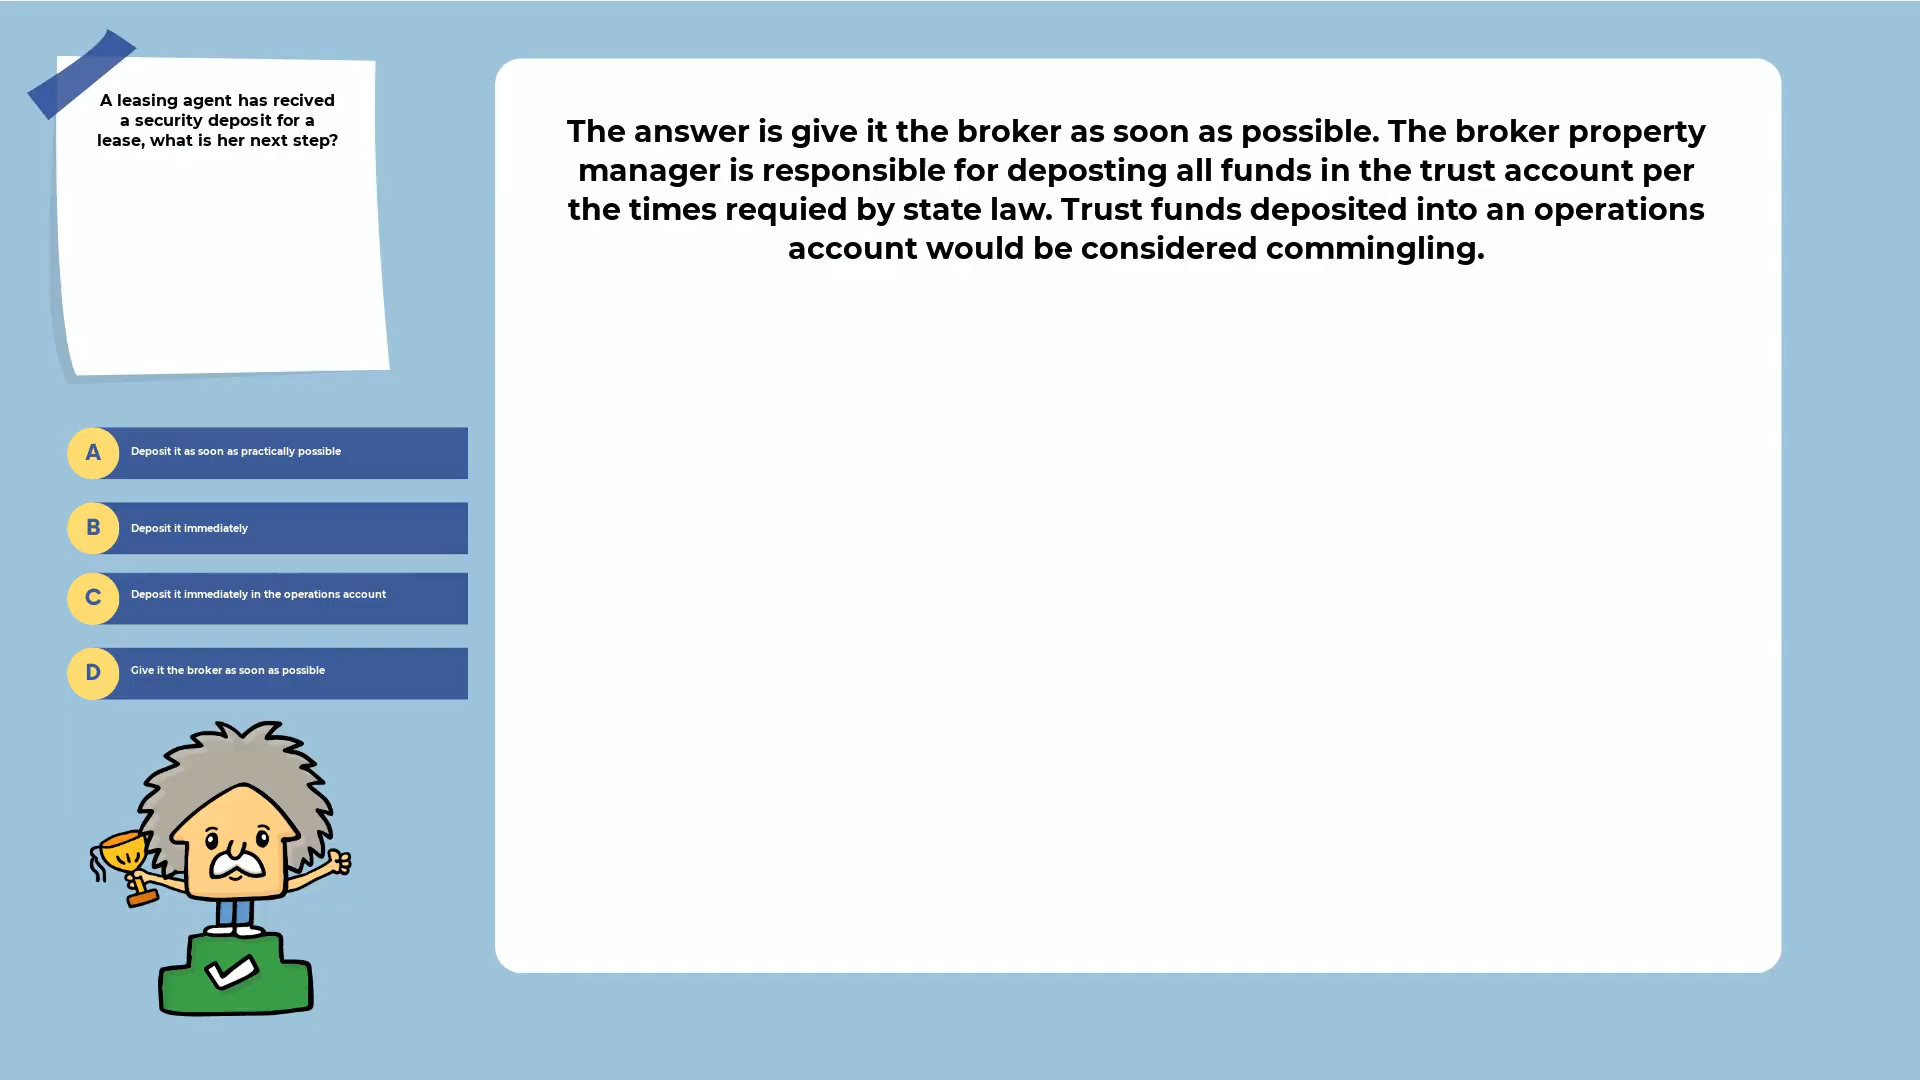 A leasing agent has recived
a security deposit for a
lease, what is her next step?
A
Deposit it as soon as practically possible
B
Deposit it immediately
C
Deposit it immediately in the operations account
D
Give it the broker as soon as possible
The answer is give it the broker as soon as possible. The broker property
manager is responsible for deposting all funds in the trust account per
the times requied by state law. Trust funds deposited into an operations
account would be considered commingling.